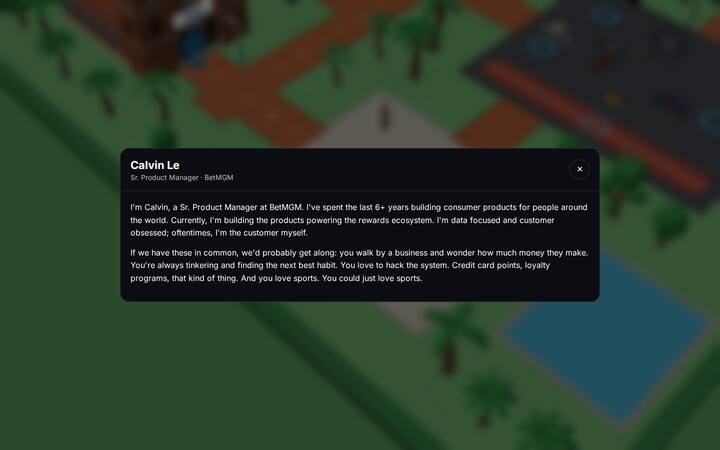 Calvin Le
Sr. Product Manager · BetMGM
I'm Calvin, a Sr. Product Manager at BetMGM. I've spent the last 6+ years building consumer products for people around
the world. Currently, I'm building the products powering the rewards ecosystem. I'm data focused and customer
obsessed; oftentimes, I'm the customer myself.
If we have these in common, we'd probably get along: you walk by a business and wonder how much money they make.
You're always tinkering and finding the next best habit. You love to hack the system. Credit card points, loyalty
programs, that kind of thing. And you love sports. You could just love sports.